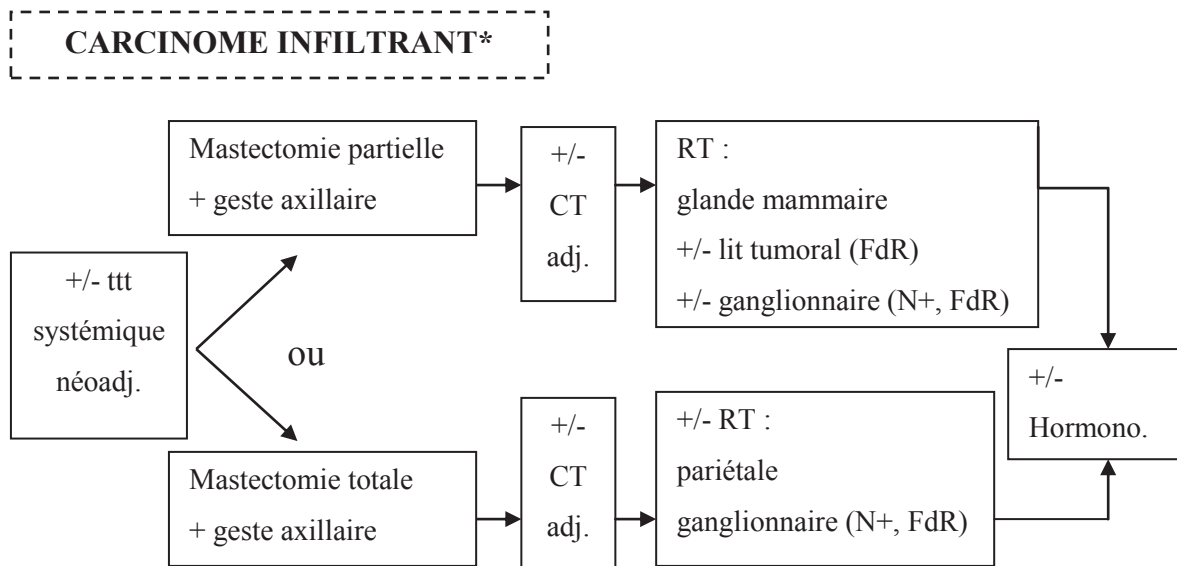 CARCINOME INFILTRANT*
+/- ttt
systémique
néoadj.
ou
Mastectomie partielle
+ geste axillaire
+/-
CT
adj.
RT :
glande mammaire
+/- lit tumoral (FdR)
+/- ganglionnaire (N+, FdR)
Mastectomie totale
+ geste axillaire
+/-
CT
adj.
+/- RT :
pariétale
ganglionnaire (N+, FdR)
+/-
Hormono.